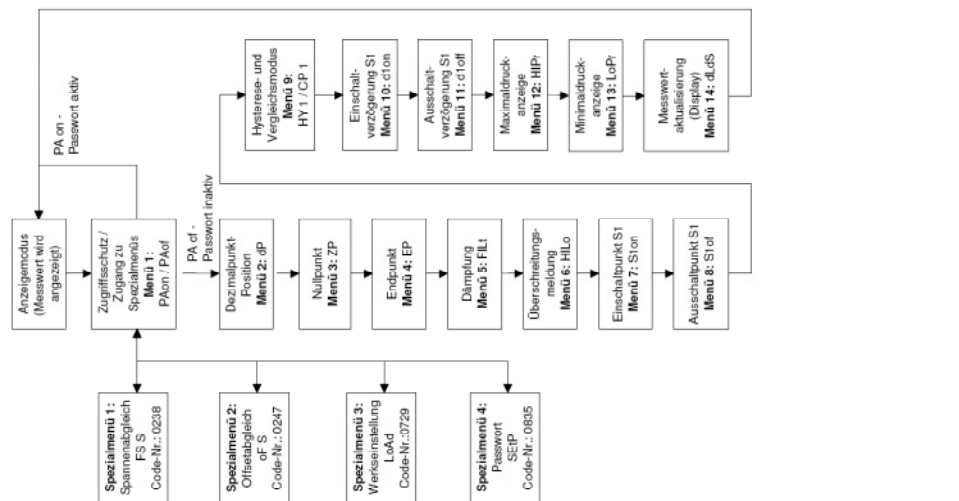 Anzeigemodus
(Messwert wird
angezeigt)
Zugriffsschutz /
Zugang zu
Spezialmenüs
Menü 1:
PAon / PAof
PA on -
Passwort aktiv
PA of -
Passwort inaktiv
Dezimalpunkt-
Position
Menü 2: dP
Nullpunkt
Menü 3: ZP
Endpunkt
Menü 4: EP
Dämpfung
Menü 5: FILt
Überschreitungs-
meldung
Menü 6: HILo
Einschaltpunkt S1
Menü 7: S1on
Ausschaltpunkt S1
Menü 8: S1of
Hysterese- und
Vergleichsmodus
Menü 9:
HY1 / CP 1
Einschalt-
verzögerung S1
Menü 10: d1on
Ausschalt-
verzögerung S1
Menü 11: d1off
Maximaldruck-
anzeige
Menü 12: HIPr
Minimaldruck-
anzeige
Menü 13: LoPr
Messwert-
aktualisierung
(Display)
Menü 14: dLdS
Spezialmenü 1:
Spannenabgleich
FS S
Code-Nr.: 0238
Spezialmenü 2:
Offsetabgleich
oF S
Code-Nr.: 0247
Spezialmenü 3:
Werkseinstellung
LoAd
Code-Nr.:0729
Spezialmenü 4:
Passwort
SEtP
Code-Nr.: 0835